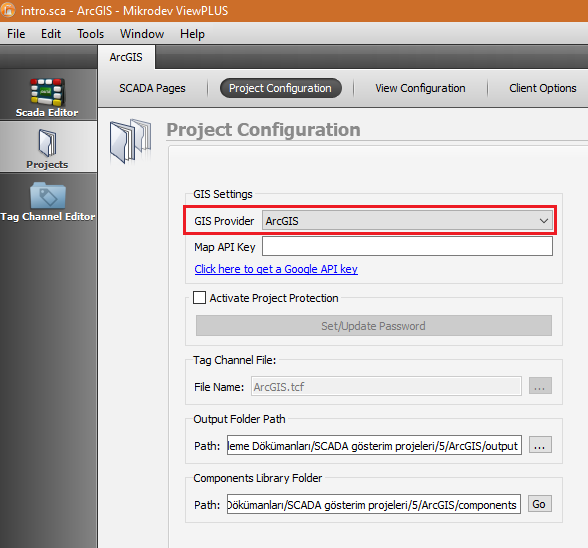 intro.sca - ArcGIS - Mikrodev ViewPLUS
File Edit Tools Window Help
ArcGIS
Scada Editor
Projects
Tag Channel Editor
SCADA Pages Project Configuration View Configuration Client Options
Project Configuration
GIS Settings
GIS Provider ArcGIS
Map API Key
Click here to get a Google API key
Activate Project Protection
Set/Update Password
Tag Channel File:
File Name: ArcGIS.tcf ...
Output Folder Path
Path: leme Dökümanları/SCADA gösterim projeleri/5/ArcGIS/output ...
Components Library Folder
Path: Dökümanları/SCADA gösterim projeleri/5/ArcGIS/components Go